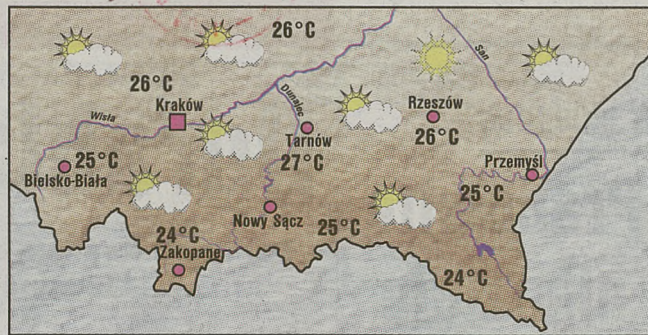 26°C
San
26°C
Kraków
Dunajec
Rzeszów
Wisła
26°C
Tarnów
27°C
25°C
Bielsko-Biała
Przemyśl
25°C
Nowy Sącz
25°C
24°C
Zakopane
24°C